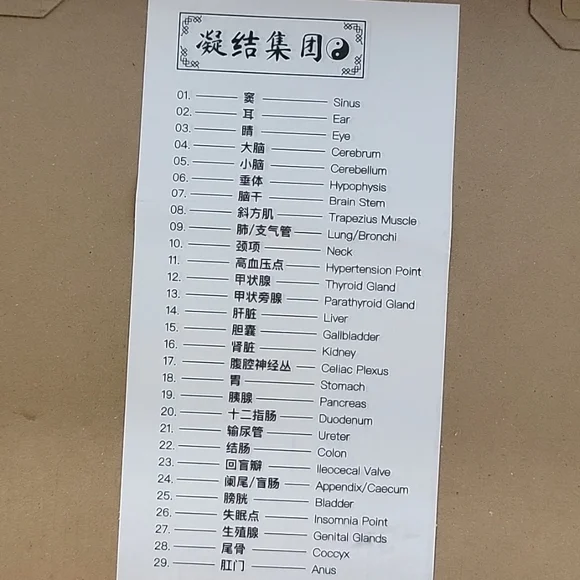 凝结集团
01. 窦 Sinus
02. 耳 Ear
03. 睛 Eye
04. 大脑 Cerebrum
05. 小脑 Cerebellum
06. 垂体 Hypophysis
07. 脑干 Brain Stem
08. 斜方肌 Trapezius Muscle
09. 肺/支气管 Lung/Bronchi
10. 颈项 Neck
11. 高血压点 Hypertension Point
12. 甲状腺 Thyroid Gland
13. 甲状旁腺 Parathyroid Gland
14. 肝脏 Liver
15. 胆囊 Gallbladder
16. 肾脏 Kidney
17. 腹腔神经丛 Celiac Plexus
18. 胃 Stomach
19. 胰腺 Pancreas
20. 十二指肠 Duodenum
21. 输尿管 Ureter
22. 结肠 Colon
23. 回盲瓣 Ileocecal Valve
24. 阑尾/盲肠 Appendix/Caecum
25. 膀胱 Bladder
26. 失眠点 Insomnia Point
27. 生殖腺 Genital Glands
28. 尾骨 Coccyx
29. 肛门 Anus